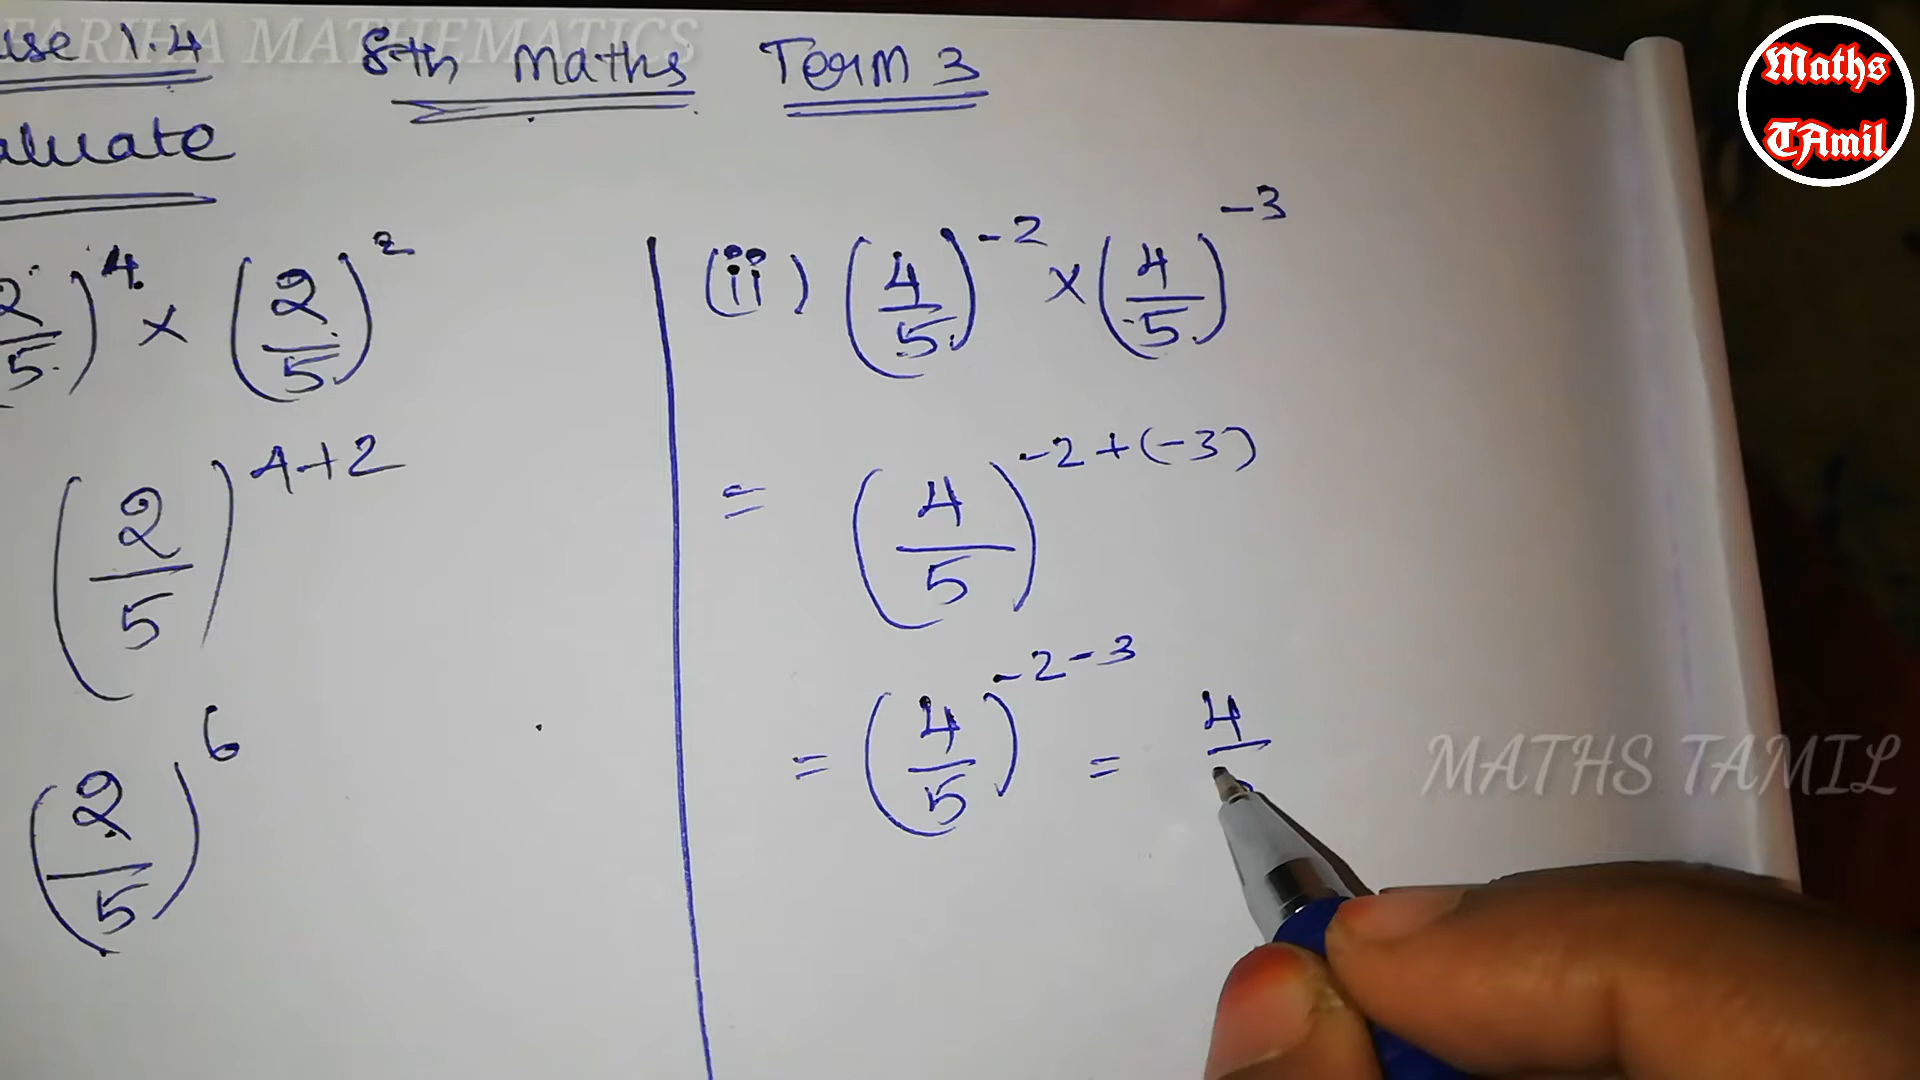 FARIHA MATHEMATICS
1.4 8th Maths Term 3
Maths
TAmil
(2/5)^4 × (2/5)^2
(2/5)^4+2
(2/5)^6
(ii) (4/5)^-2 × (4/5)^-3
= (4/5)^-2+(-3)
= (4/5)^-2-3 = 4
MATHS TAMIL